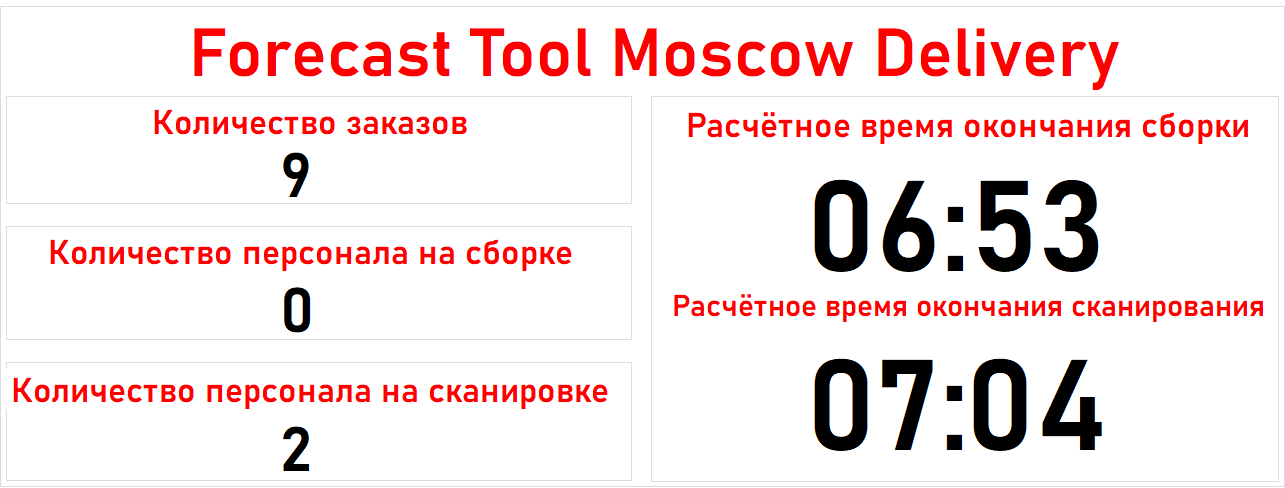 Forecast Tool Moscow Delivery
Количество заказов
9
Количество персонала на сборке
0
Количество персонала на сканировке
2
Расчётное время окончания сборки
06:53
Расчётное время окончания сканирования
07:04